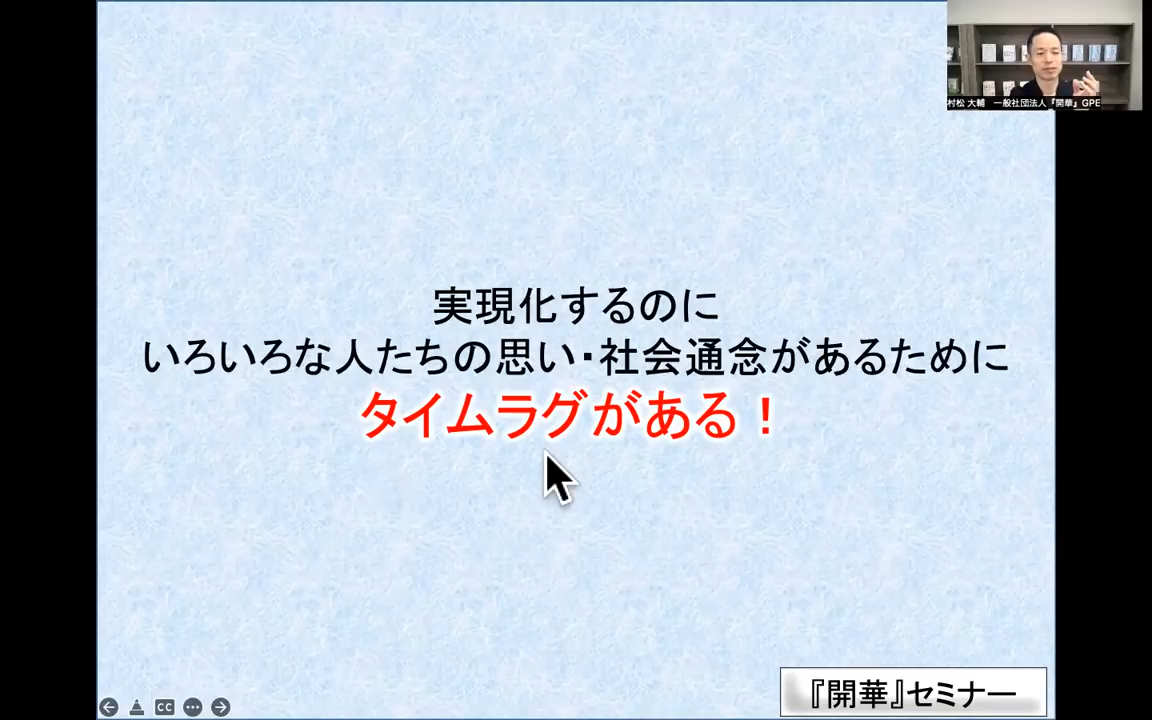 村松 大輔 一般社団法人『開華』GPE
実現化するのに
いろいろな人たちの思い・社会通念があるために
タイムラグがある！
CC
『開華』セミナー